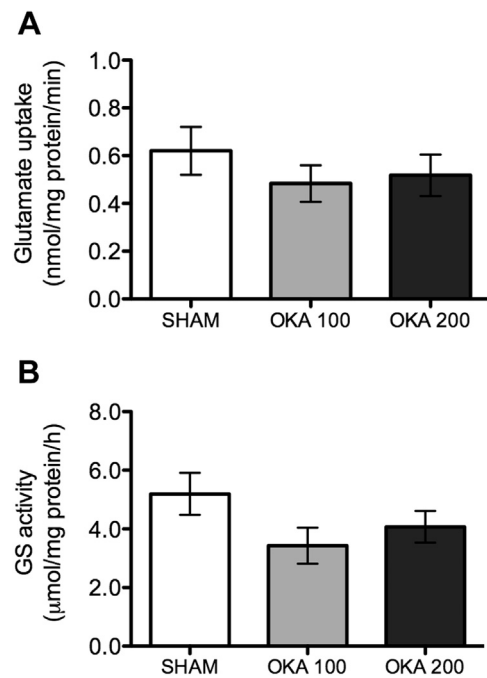 A
Glutamate uptake
(nmol/mg protein/min)
1.0
0.8
0.6
0.4
0.2
0.0
SHAM
OKA 100
OKA 200
B
GS activity
(μmol/mg protein/h)
8.0
6.0
4.0
2.0
0.0
SHAM
OKA 100
OKA 200